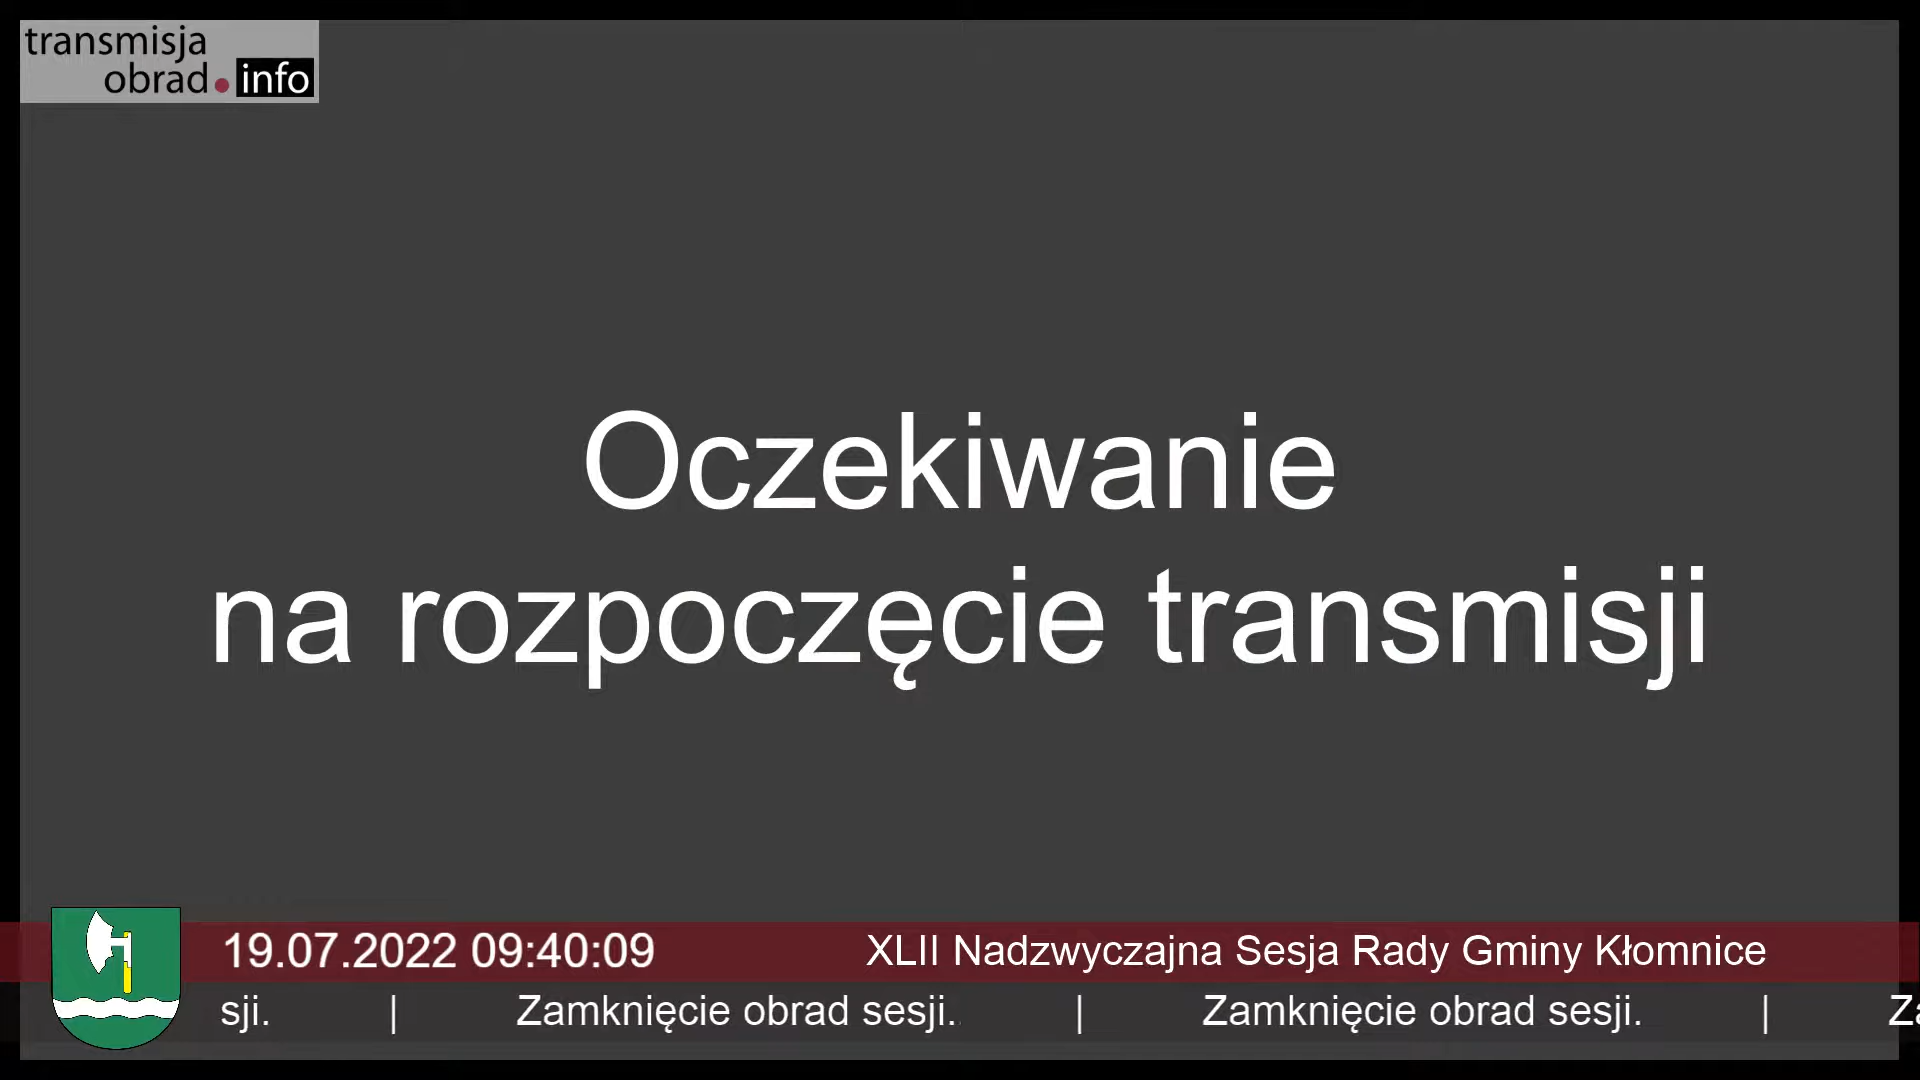 transmisja
obrad.info
Oczekiwanie
na rozpoczęcie transmisji
19.07.2022 09:40:09
XLII Nadzwyczajna Sesja Rady Gminy Kłomnice
sji. | Zamknięcie obrad sesji. | Zamknięcie obrad sesji. | Za